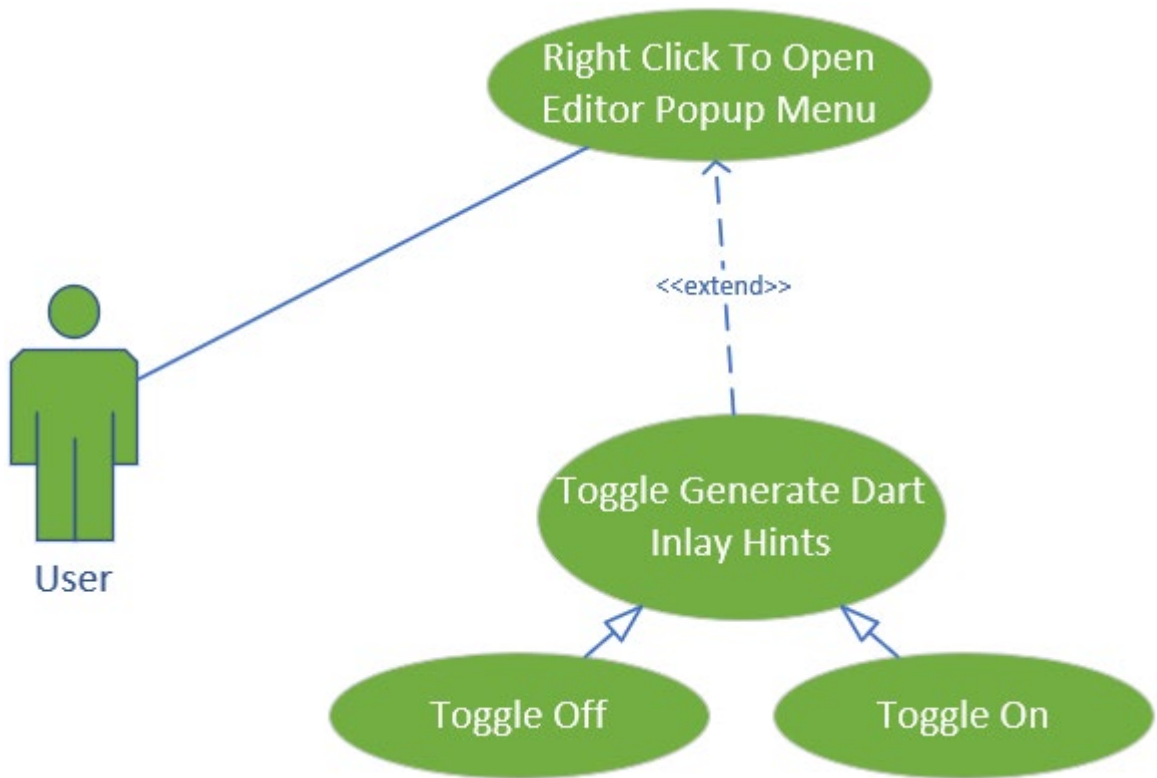 Right Click To Open
Editor Popup Menu
<<extend>>
Toggle Generate Dart
Inlay Hints
User
Toggle Off
Toggle On